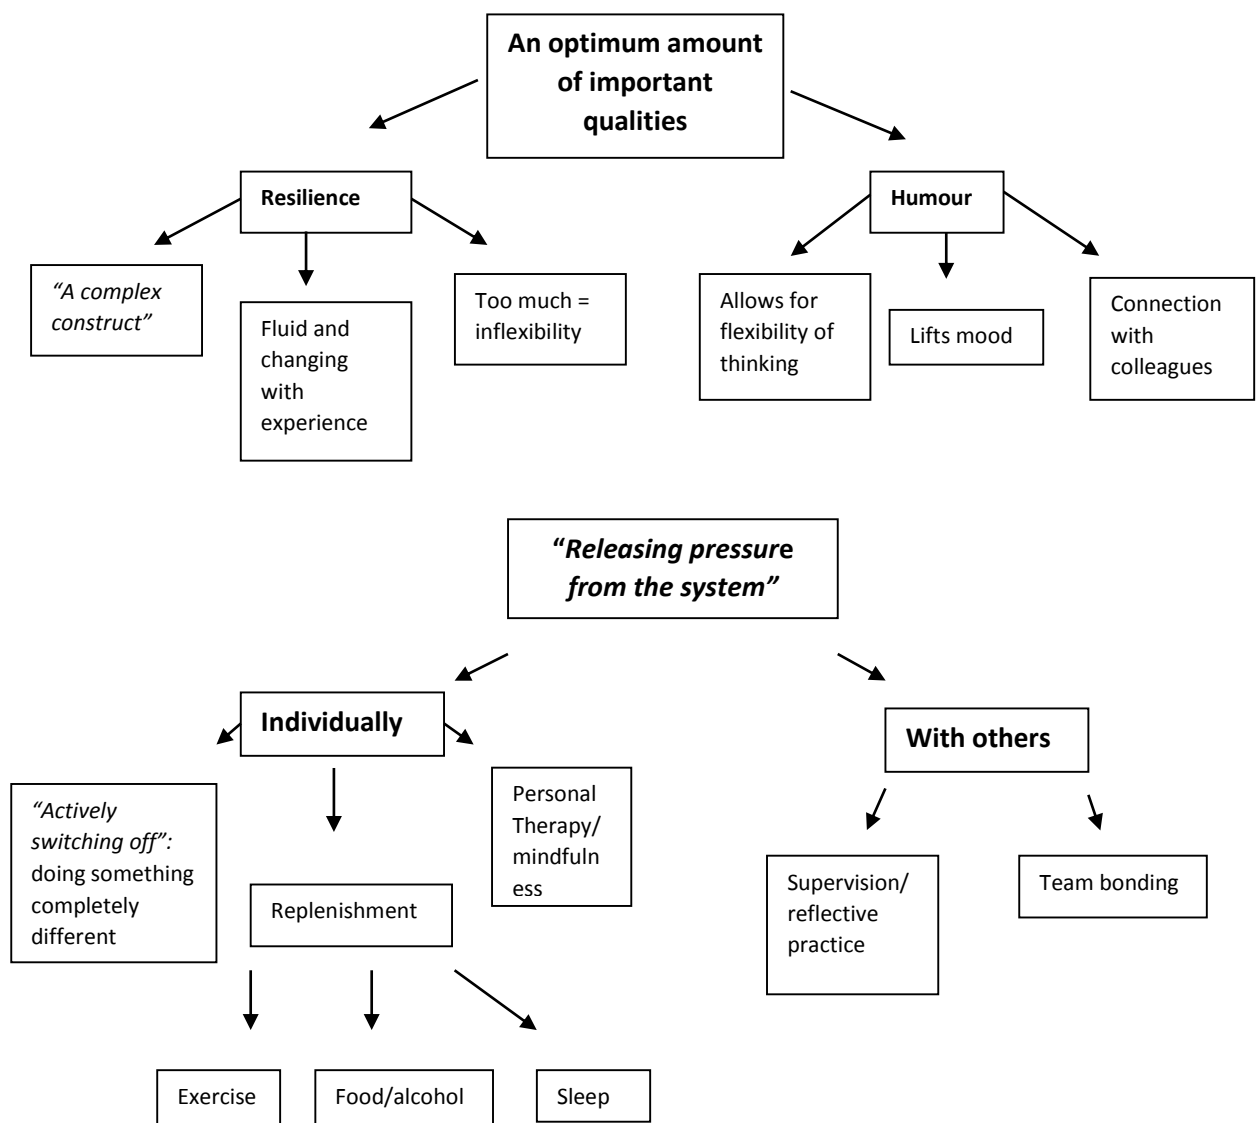 An optimum amount
of important
qualities
Resilience
Humour
“A complex
construct”
Fluid and
changing
with
experience
Too much =
inflexibility
Allows for
flexibility of
thinking
Lifts mood
Connection
with
colleagues
“Releasing pressure
from the system”
Individually
With others
“Actively
switching off”:
doing something
completely
different
Replenishment
Personal
Therapy/
mindfuln
ess
Supervision/
reflective
practice
Team bonding
Exercise
Food/alcohol
Sleep